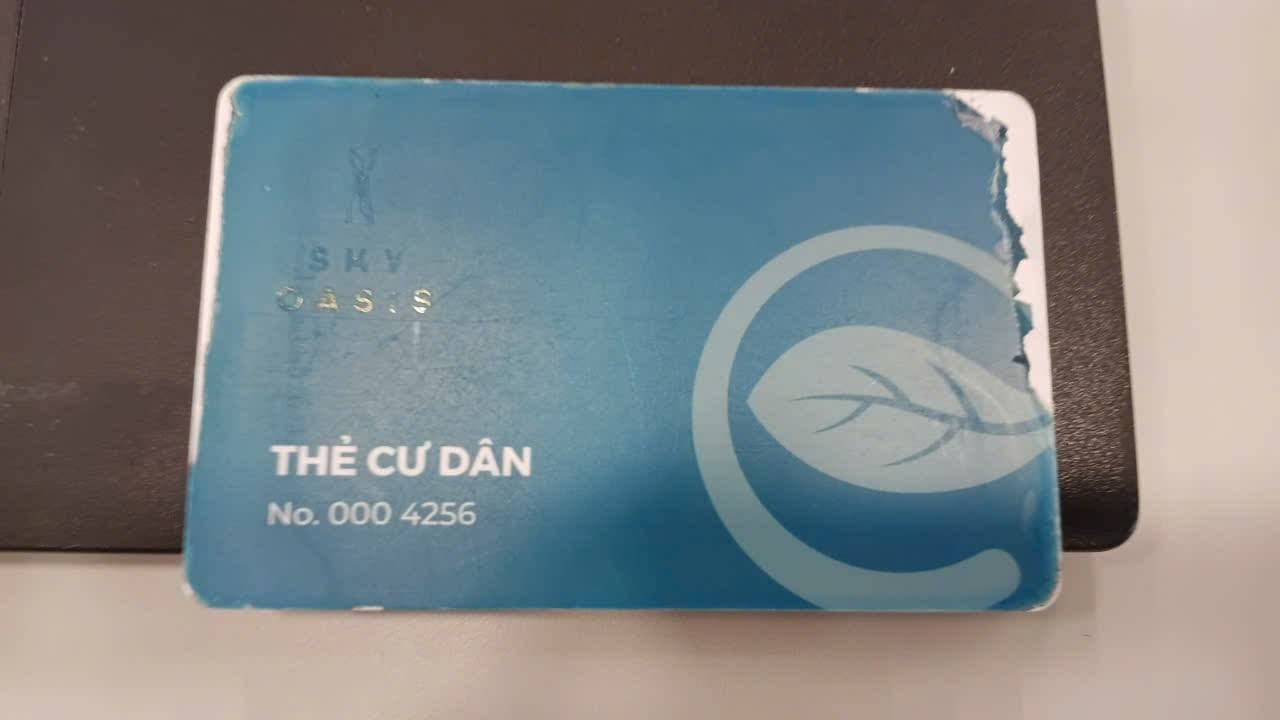 SKY
OASIS
THẺ CƯ DÂN
No. 000 4256